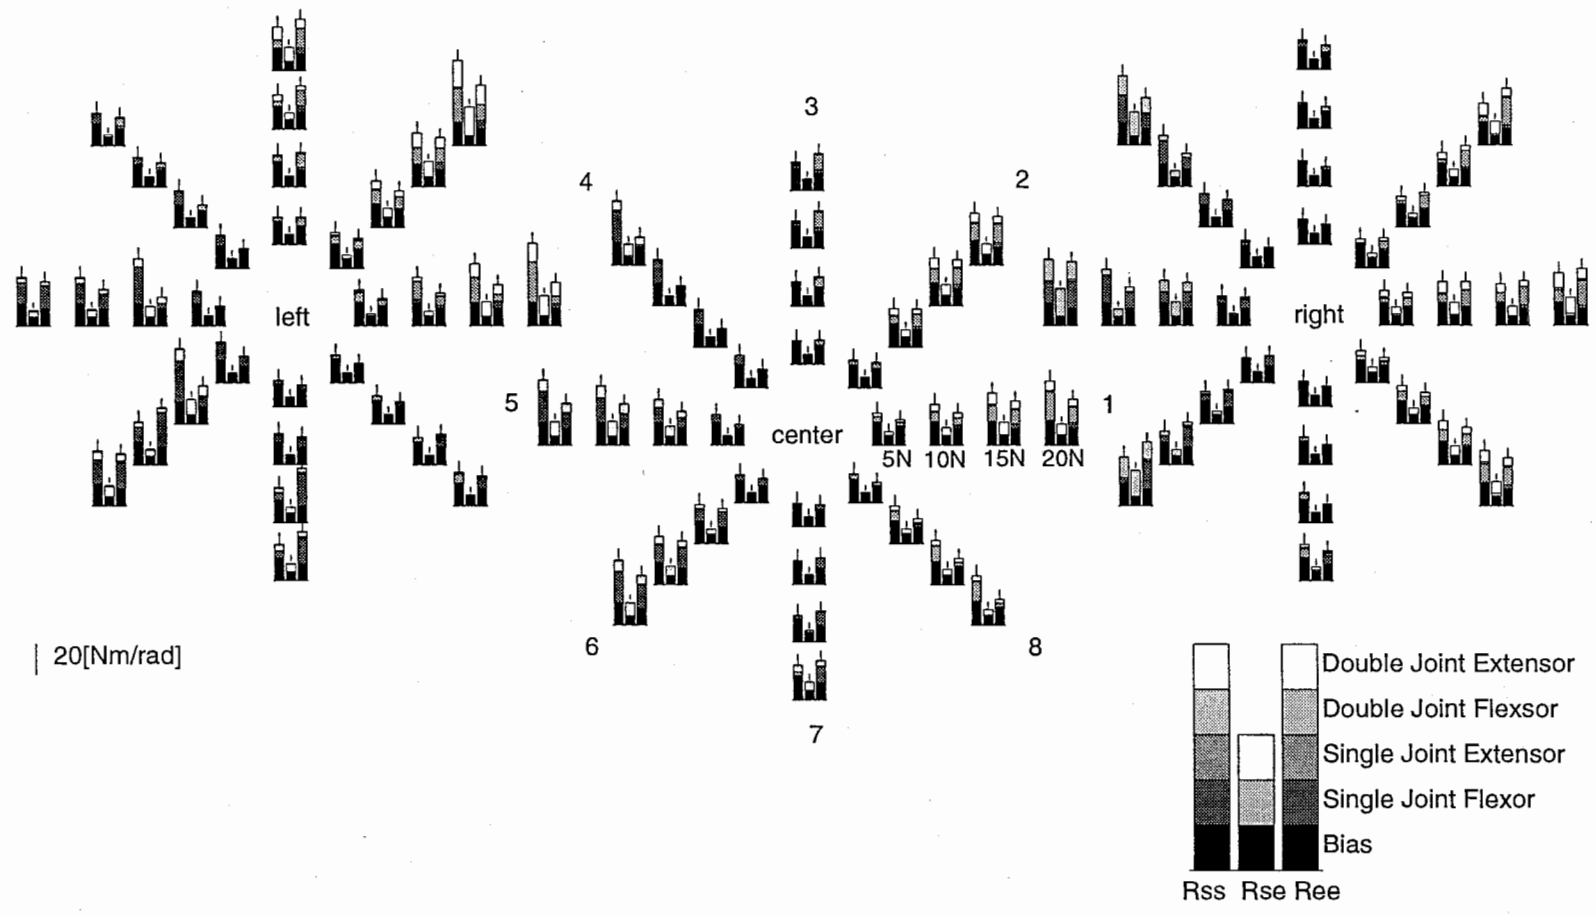 3
4
2
left
right
5
center
1
5N 10N 15N 20N
6
8
20[Nm/rad]
7
Double Joint Extensor
Double Joint Flexsor
Single Joint Extensor
Single Joint Flexor
Bias
Rss Rse Ree